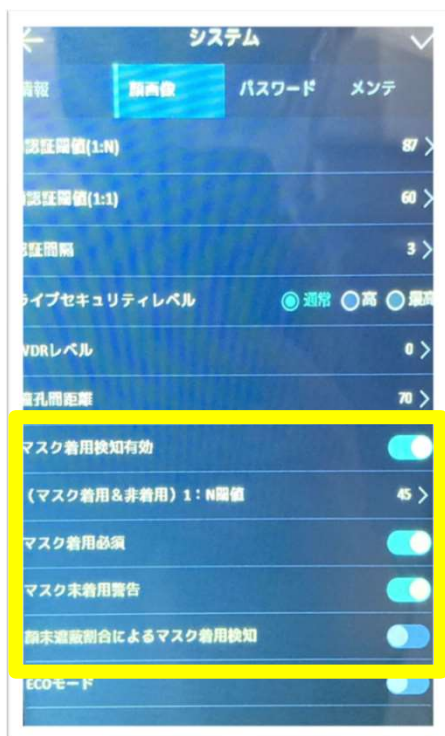 システム
情報 顔画像 パスワード メンテ
認証閾値(1:N) 87
認証閾値(1:1) 60
認証間隔 3
ライブセキュリティレベル 通常 高 最高
WDRレベル 0
瞳孔間距離 70
マスク着用検知有効
(マスク着用&非着用)1:N閾値 45
マスク着用必須
マスク未着用警告
顔未遮蔽割合によるマスク着用検知
ECOモード